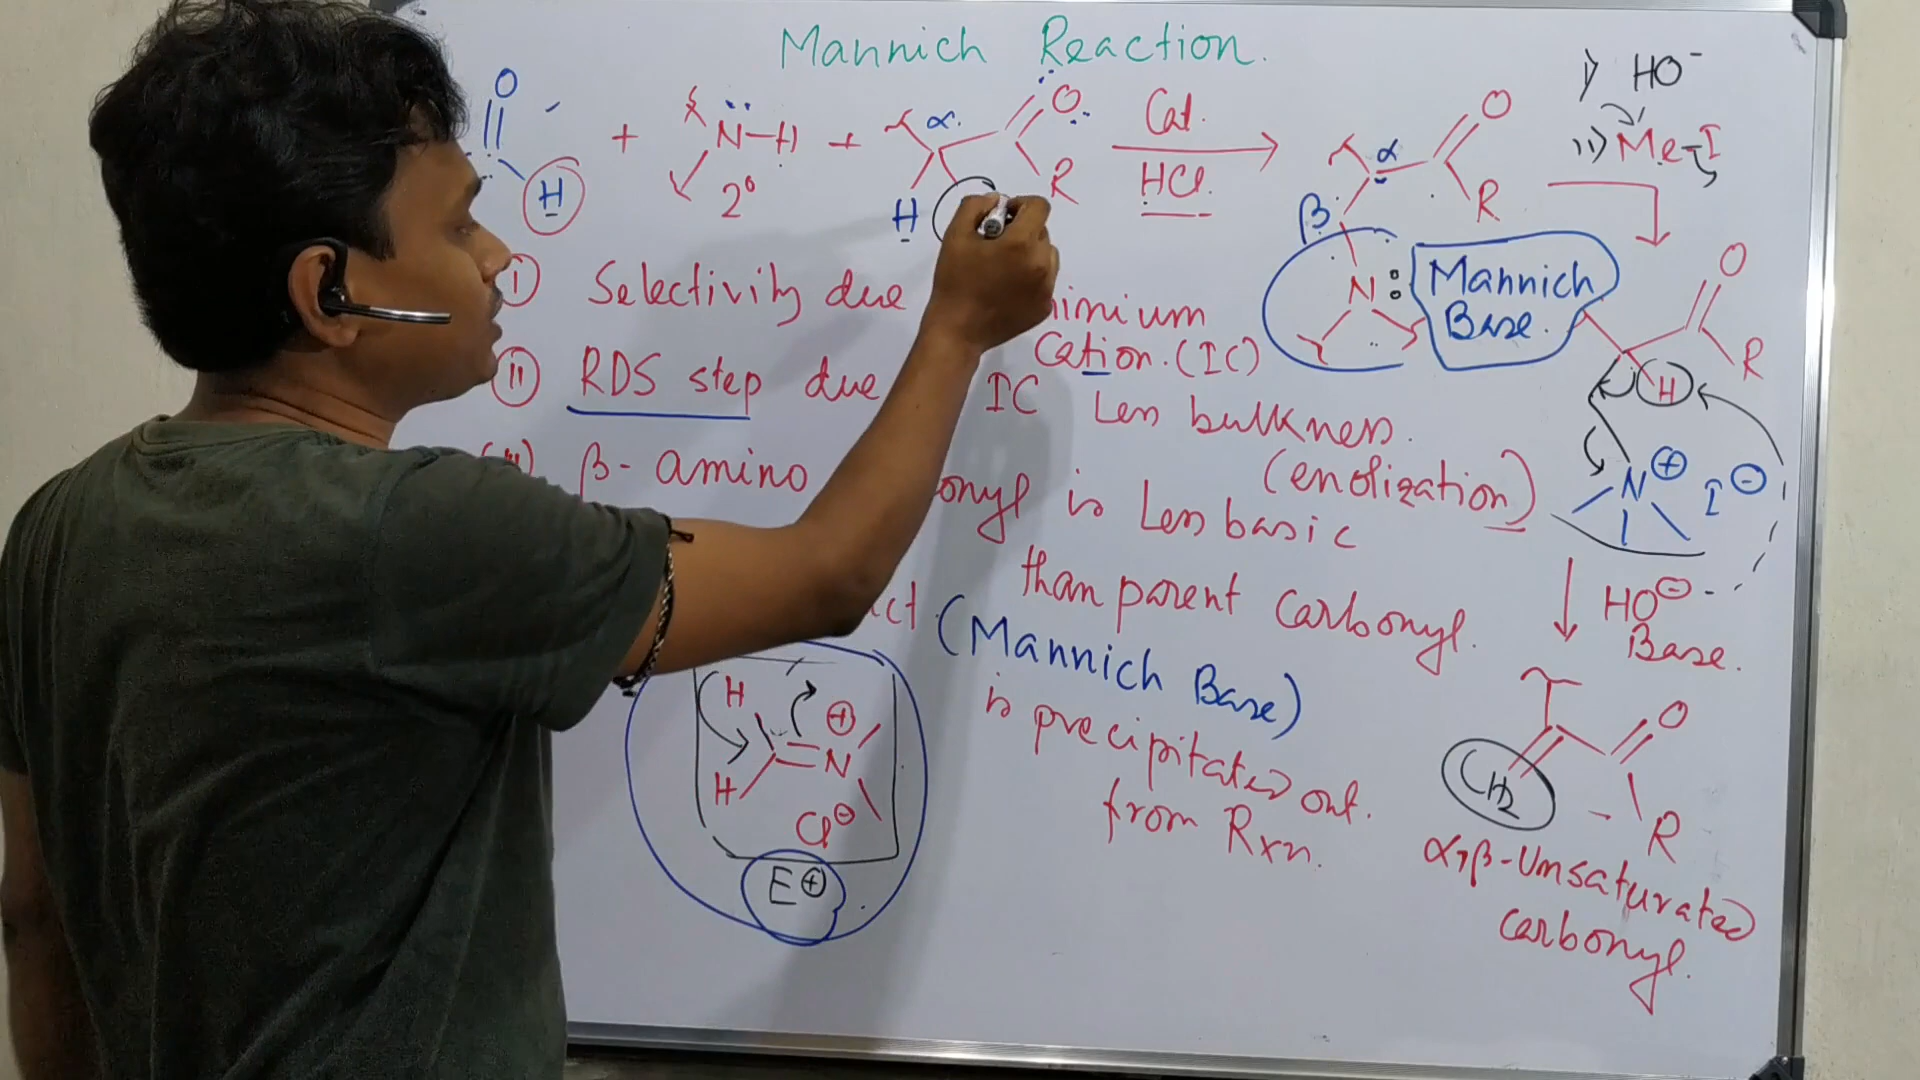 Mannich Reaction.
O
H
+
N-H
2°
+
α
O
R
H
Cat.
HCl.
α
β
O
R
N
Mannich
Base.
I) HO⁻
II) Me-I
O
R
H
N⊕ I⊖
(I) Selectivity due
Cation. (IC)
(II) RDS step due
IC Less bulkness.
(enolization)
β-amino
is Less basic
than parent Carbonyl.
(Mannich Base)
is precipitated out
from Rxn.
H
H
N
⊕
Cl⊖
E⊕
HO⊖
Base.
CH2
O
R
α,β-Unsaturated
carbonyl.